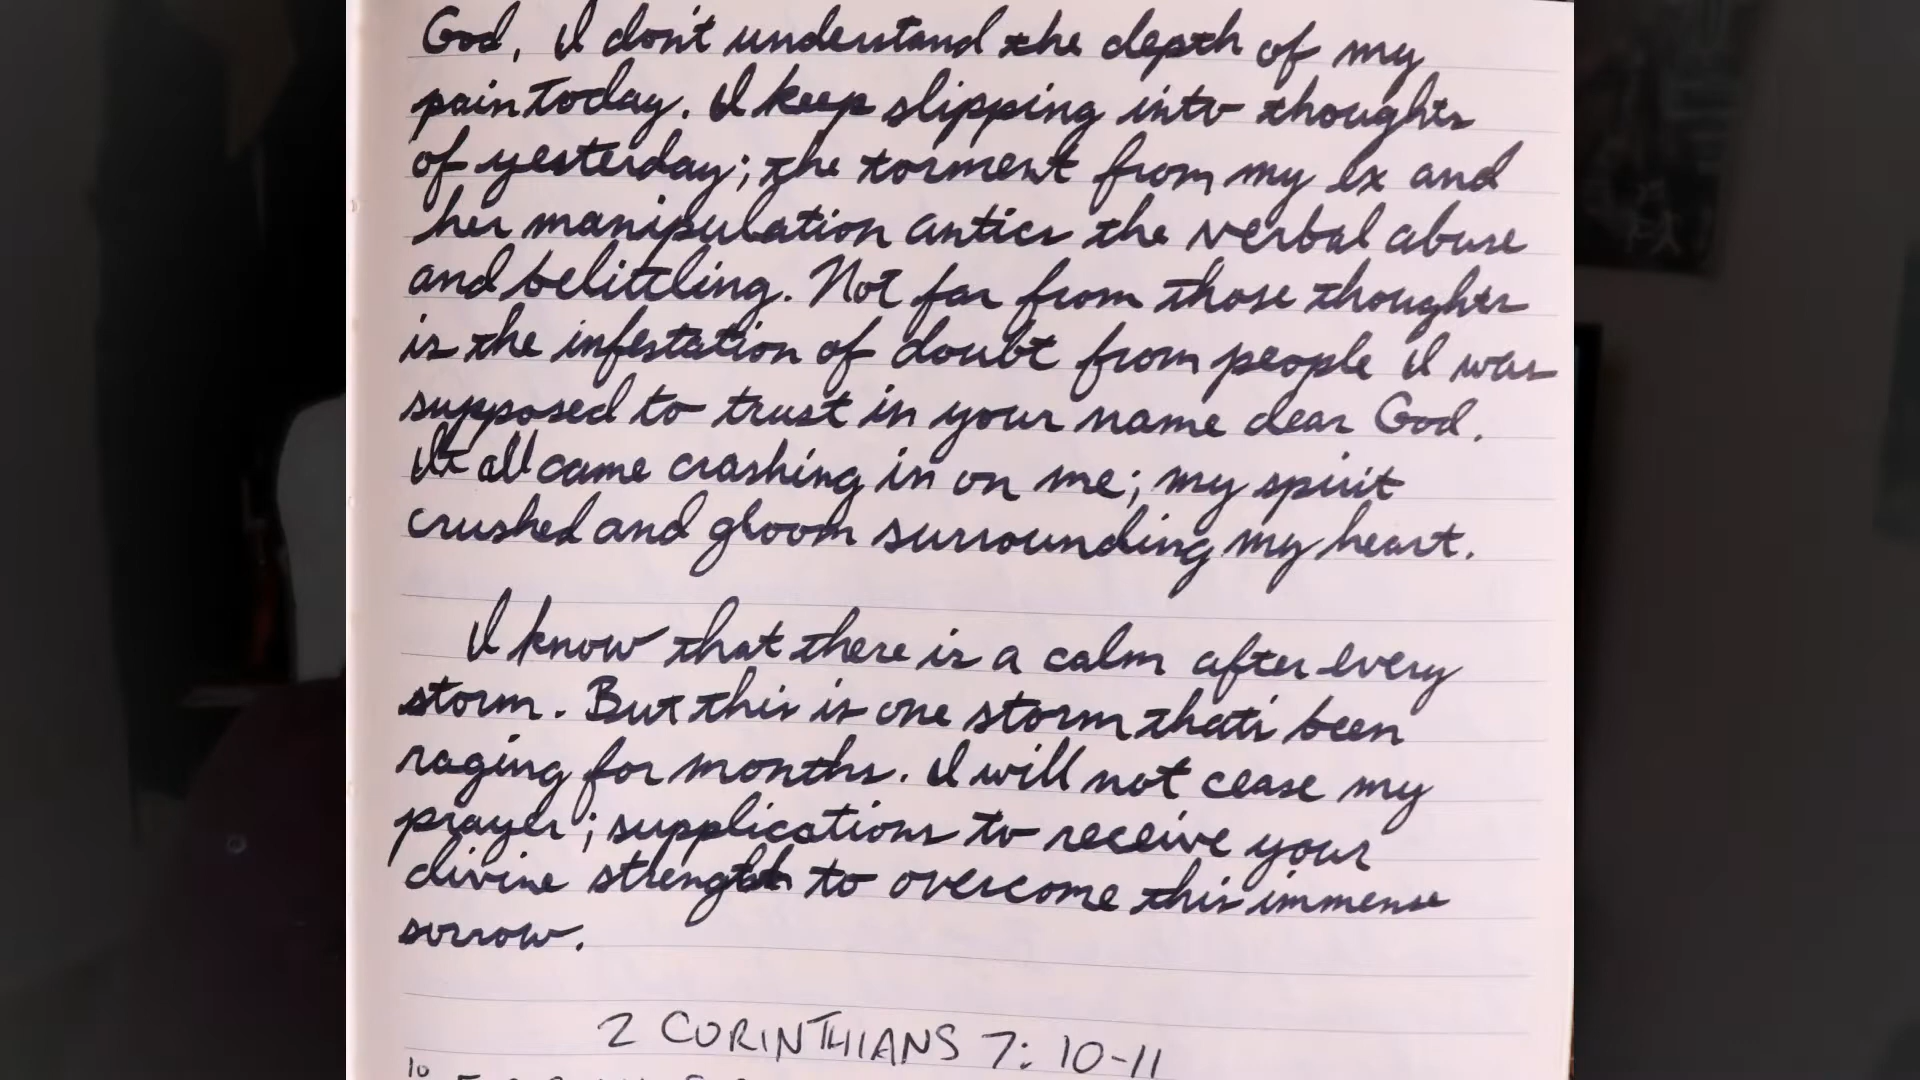 God, I don't understand the depth of my
pain today. I keep slipping into thoughts
of yesterday; the torment from my ex and
her manipulation antics the verbal abuse
and belittling. Not far from those thoughts
is the infestation of doubt from people I was
supposed to trust in your name dear God.
It all came crashing in on me; my spirit
crushed and gloom surrounding my heart.
I know that there is a calm after every
storm. But this is one storm that's been
raging for months. I will not cease my
prayer; supplications to receive your
divine strength to overcome this immense
sorrow.
2 CORINTHIANS 7: 10-11
10